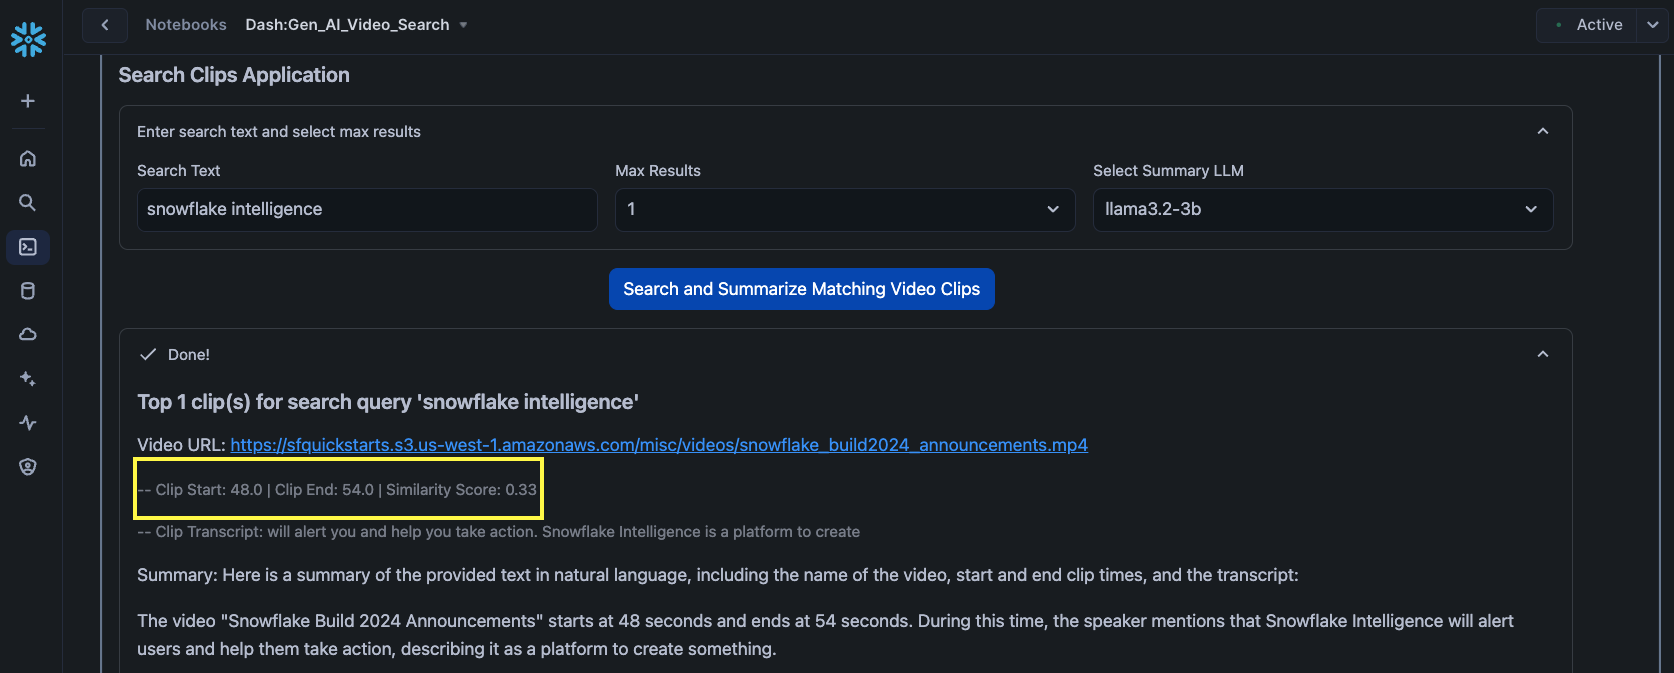 Notebooks Dash:Gen_AI_Video_Search Active
Search Clips Application
Enter search text and select max results
Search Text Max Results Select Summary LLM
snowflake intelligence 1 llama3.2-3b
Search and Summarize Matching Video Clips
Done!
Top 1 clip(s) for search query 'snowflake intelligence'
Video URL: https://sfquickstarts.s3.us-west-1.amazonaws.com/misc/videos/snowflake_build2024_announcements.mp4
-- Clip Start: 48.0 | Clip End: 54.0 | Similarity Score: 0.33
-- Clip Transcript: will alert you and help you take action. Snowflake Intelligence is a platform to create
Summary: Here is a summary of the provided text in natural language, including the name of the video, start and end clip times, and the transcript:
The video "Snowflake Build 2024 Announcements" starts at 48 seconds and ends at 54 seconds. During this time, the speaker mentions that Snowflake Intelligence will alert
users and help them take action, describing it as a platform to create something.